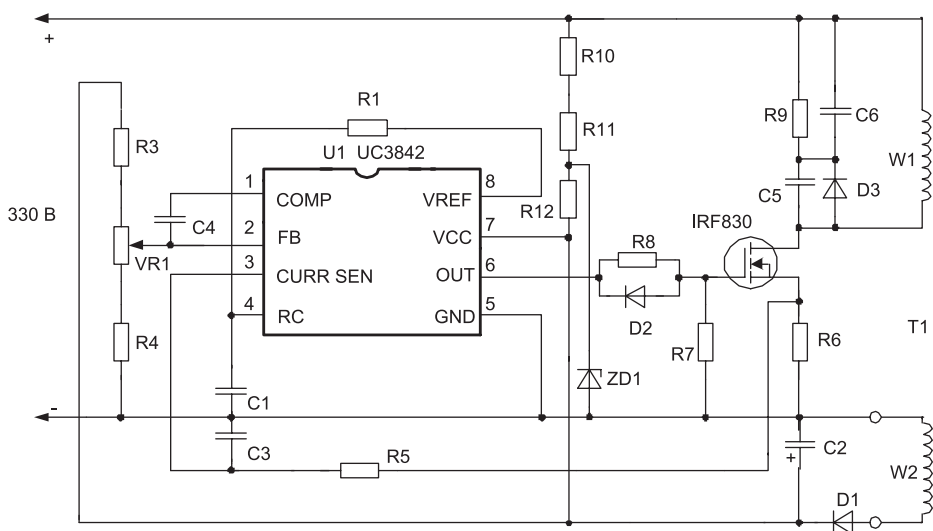 +
R10
R1
R11
R9
C6
R3
U1 UC3842
W1
1
COMP
8
VREF
R12
C5
D3
330 В
C4
2
FB
7
VCC
IRF830
VR1
3
CURR SEN
6
OUT
R8
4
RC
5
GND
D2
R4
R7
R6
T1
ZD1
-
C1
C3
R5
C2
+
W2
D1